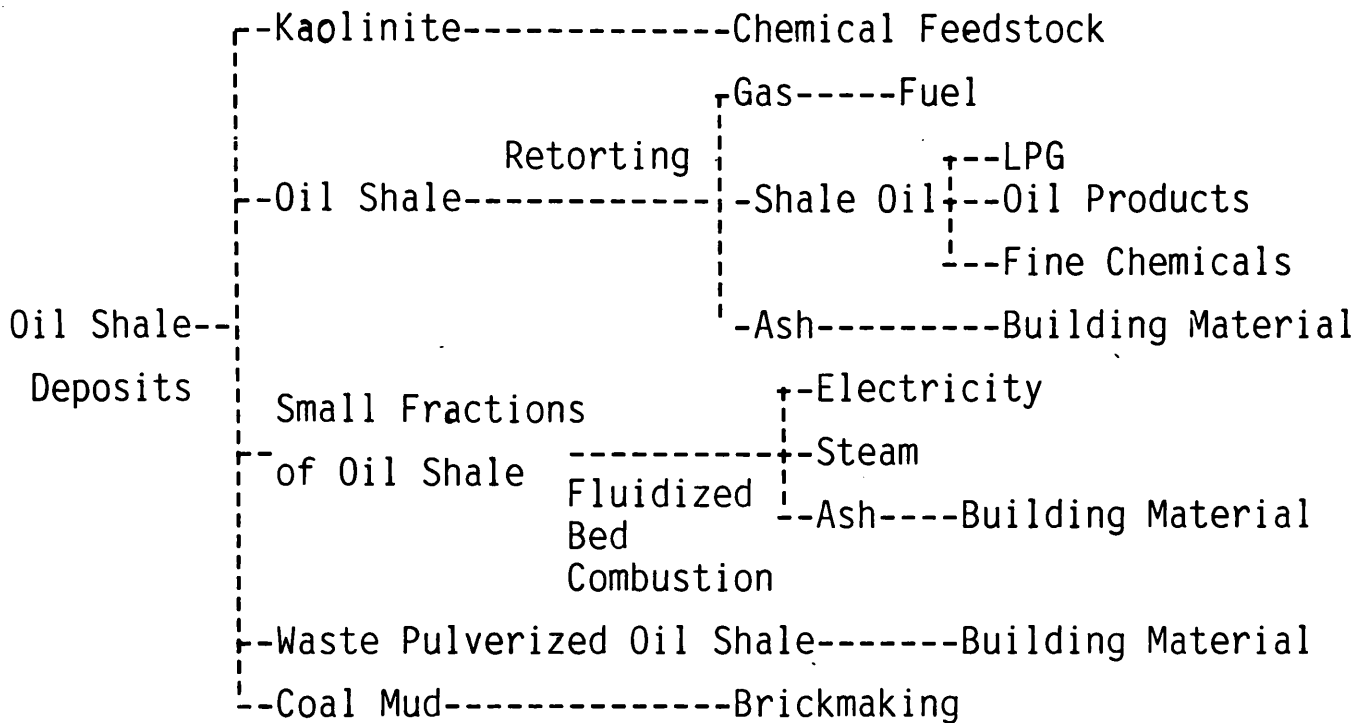 Kaolinite-------------Chemical Feedstock
Gas-----Fuel
Retorting
LPG
Oil Shale------------Shale Oil---Oil Products
Fine Chemicals
Oil Shale--
Ash---------Building Material
Deposits
Electricity
Small Fractions
Steam
of Oil Shale
Fluidized
Ash----Building Material
Bed
Combustion
Waste Pulverized Oil Shale-------Building Material
Coal Mud--------------Brickmaking